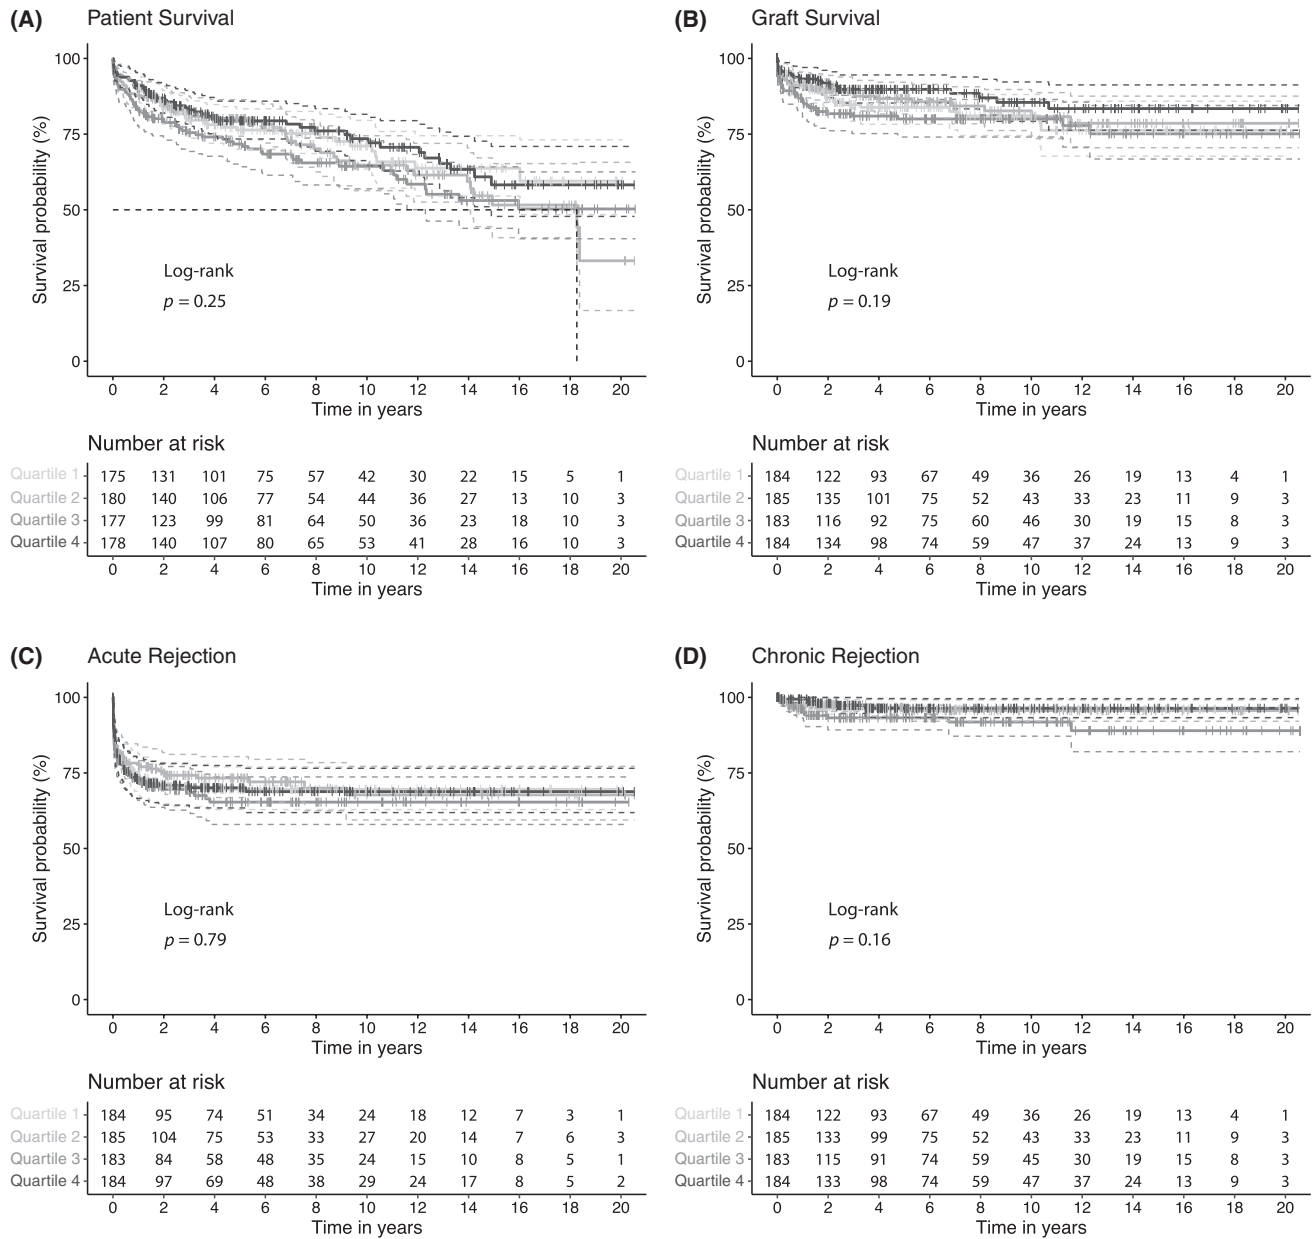 (A) Patient Survival
100
75
50
25
0
Survival probability (%)
Log-rank
p = 0.25
0 2 4 6 8 10 12 14 16 18 20
Time in years
Number at risk
Quartile 1 175 131 101 75 57 42 30 22 15 5 1
Quartile 2 180 140 106 77 54 44 36 27 13 10 3
Quartile 3 177 123 99 81 64 50 36 23 18 10 3
Quartile 4 178 140 107 80 65 53 41 28 16 10 3
0 2 4 6 8 10 12 14 16 18 20
Time in years
(B) Graft Survival
100
75
50
25
0
Survival probability (%)
Log-rank
p = 0.19
0 2 4 6 8 10 12 14 16 18 20
Time in years
Number at risk
Quartile 1 184 122 93 67 49 36 26 19 13 4 1
Quartile 2 185 135 101 75 52 43 33 23 11 9 3
Quartile 3 183 116 92 75 60 46 30 19 15 8 3
Quartile 4 184 134 98 74 59 47 37 24 13 9 3
0 2 4 6 8 10 12 14 16 18 20
Time in years
(C) Acute Rejection
100
75
50
25
0
Survival probability (%)
Log-rank
p = 0.79
0 2 4 6 8 10 12 14 16 18 20
Time in years
Number at risk
Quartile 1 184 95 74 51 34 24 18 12 7 3 1
Quartile 2 185 104 75 53 33 27 20 14 7 6 3
Quartile 3 183 84 58 48 35 24 15 10 8 5 1
Quartile 4 184 97 69 48 38 29 24 17 8 5 2
0 2 4 6 8 10 12 14 16 18 20
Time in years
(D) Chronic Rejection
100
75
50
25
0
Survival probability (%)
Log-rank
p = 0.16
0 2 4 6 8 10 12 14 16 18 20
Time in years
Number at risk
Quartile 1 184 122 93 67 49 36 26 19 13 4 1
Quartile 2 185 133 99 75 52 43 33 23 11 9 3
Quartile 3 183 115 91 74 59 45 30 19 15 8 3
Quartile 4 184 133 98 74 59 47 37 24 13 9 3
0 2 4 6 8 10 12 14 16 18 20
Time in years